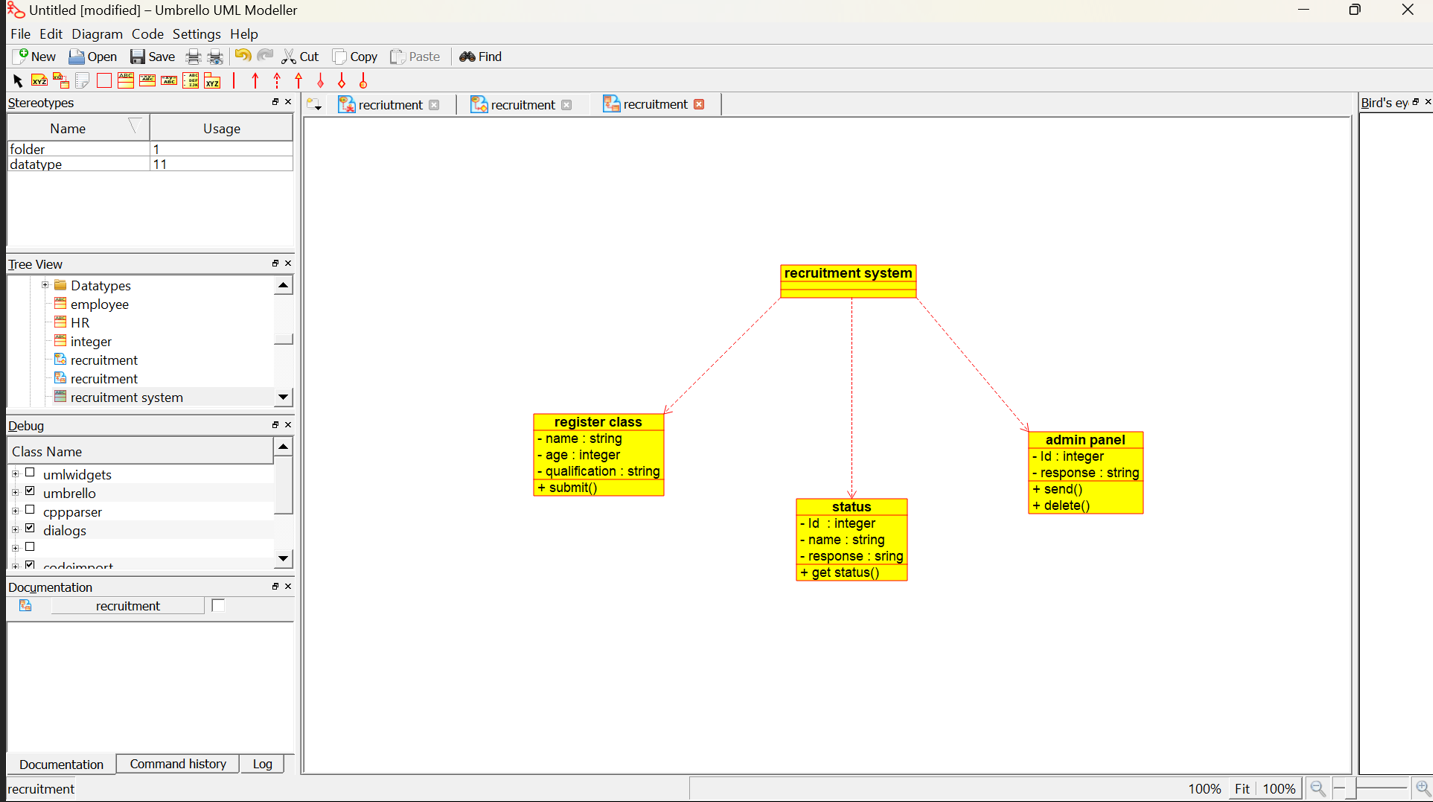 Untitled [modified] – Umbrello UML Modeller
File Edit Diagram Code Settings Help
New Open Save Cut Copy Paste Find
Stereotypes
Name Usage
folder 1
datatype 11
Tree View
Datatypes
employee
HR
integer
recruitment
recruitment
recruitment system
Debug
Class Name
umlwidgets
umbrello
cppparser
dialogs
codeimport
Documentation
recruitment
Documentation Command history Log
recriutment recruitment recruitment
Bird's ey
recruitment system
register class
- name : string
- age : integer
- qualification : string
+ submit()
status
- Id : integer
- name : string
- response : sring
+ get status()
admin panel
- Id : integer
- response : string
+ send()
+ delete()
recruitment
100% Fit 100%